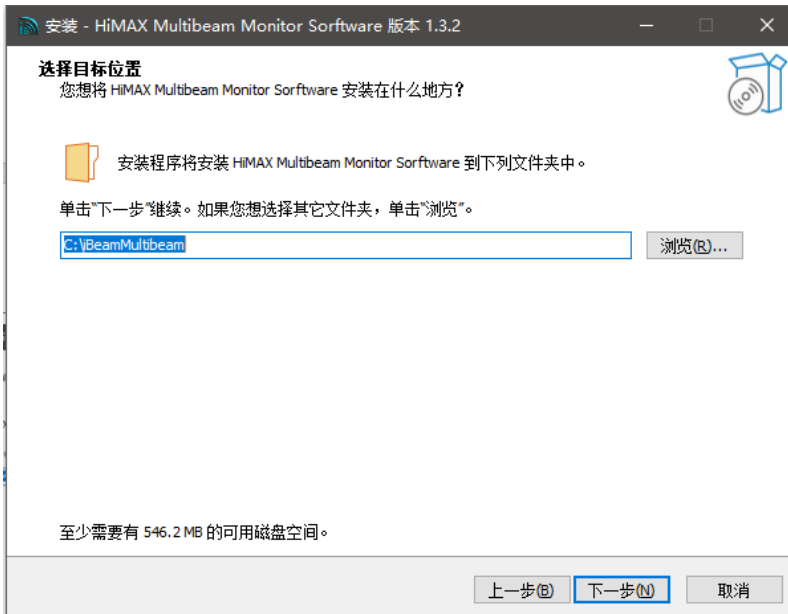 安装 - HiMAX Multibeam Monitor Sorftware 版本 1.3.2
选择目标位置
您想将 HiMAX Multibeam Monitor Sorftware 安装在什么地方?
安装程序将安装 HiMAX Multibeam Monitor Sorftware 到下列文件夹中。
单击“下一步”继续。如果您想选择其它文件夹，单击“浏览”。
C:\iBeamMultibeam
浏览(R)...
至少需要有 546.2 MB 的可用磁盘空间。
上一步(B)
下一步(N)
取消